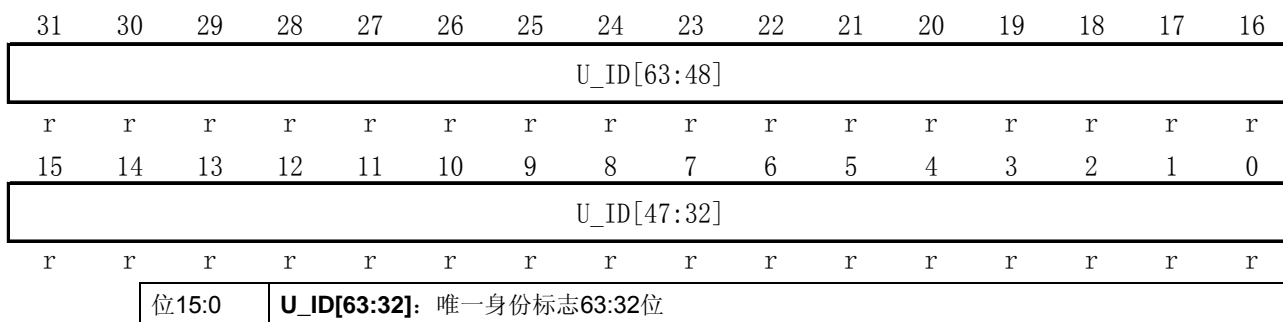 31 30 29 28 27 26 25 24 23 22 21 20 19 18 17 16
U_ID[63:48]
r r r r r r r r r r r r r r r r
15 14 13 12 11 10 9 8 7 6 5 4 3 2 1 0
U_ID[47:32]
r r r r r r r r r r r r r r r r
位15:0 U_ID[63:32]：唯一身份标志63:32位